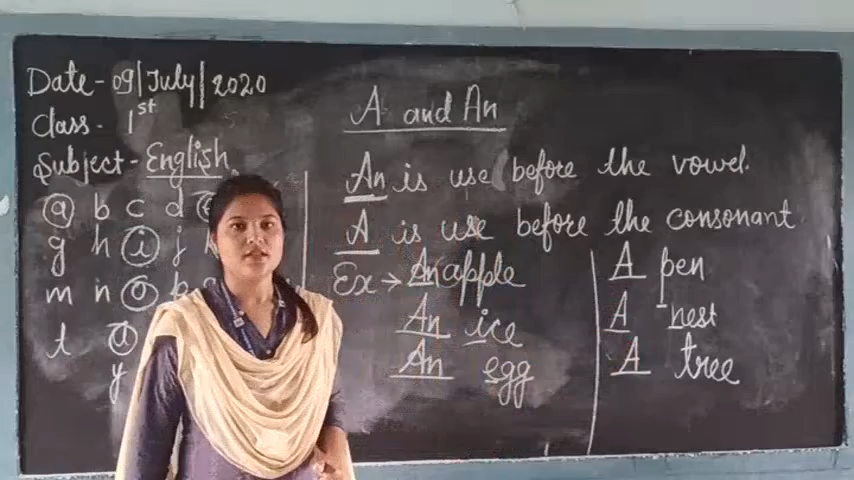 Date - 09|July|2020
Class - 1st
Subject - English
a b c d
g h i j k
m n o p
t
y
A and An
An is use before the vowel.
A is use before the consonant.
Ex → An apple
An ice
An egg
A pen
A nest
A tree